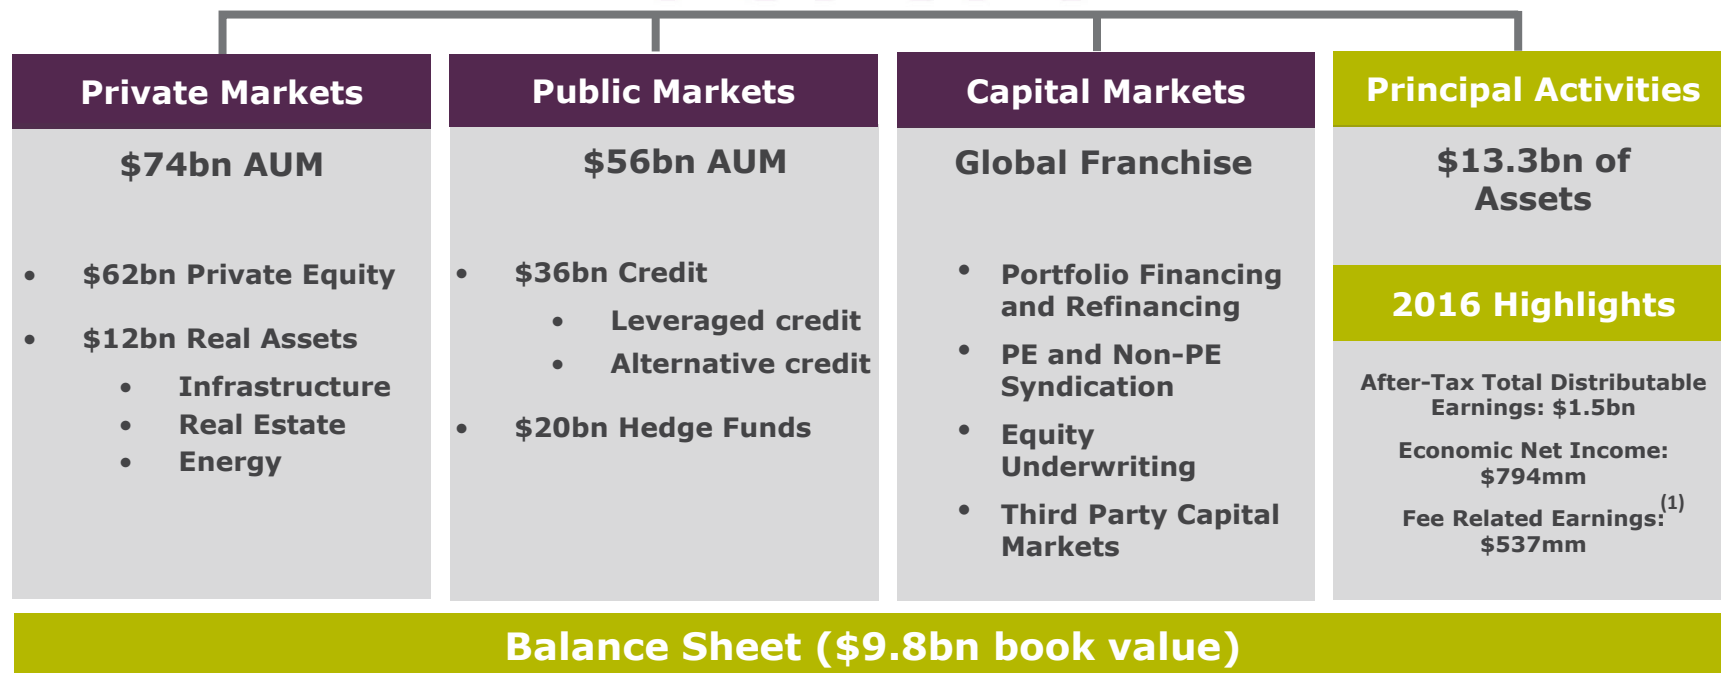 Private Markets
$74bn AUM
• $62bn Private Equity
• $12bn Real Assets
• Infrastructure
• Real Estate
• Energy
Public Markets
$56bn AUM
• $36bn Credit
• Leveraged credit
• Alternative credit
• $20bn Hedge Funds
Capital Markets
Global Franchise
• Portfolio Financing
and Refinancing
• PE and Non-PE
Syndication
• Equity
Underwriting
• Third Party Capital
Markets
Principal Activities
$13.3bn of
Assets
2016 Highlights
After-Tax Total Distributable
Earnings: $1.5bn
Economic Net Income:
$794mm
Fee Related Earnings:(1)
$537mm
Balance Sheet ($9.8bn book value)